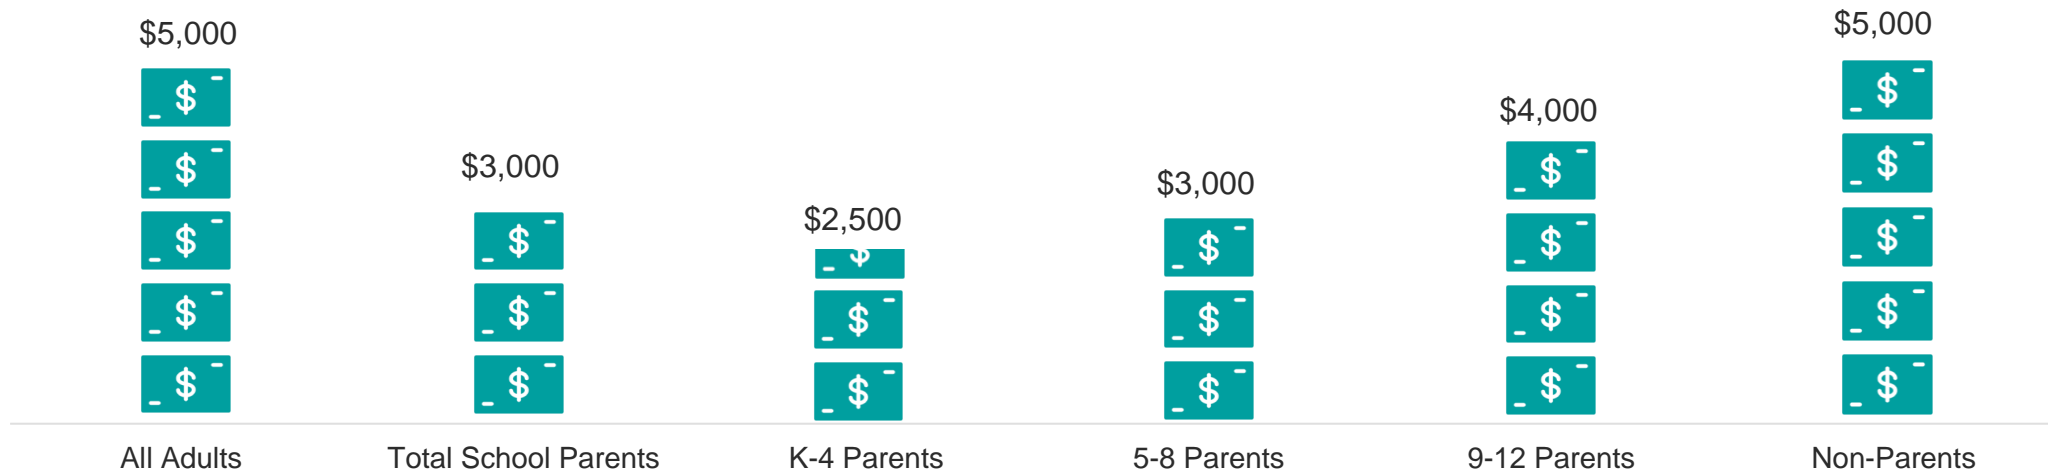 $5,000
$3,000
$2,500
$3,000
$4,000
$5,000
All Adults
Total School Parents
K-4 Parents
5-8 Parents
9-12 Parents
Non-Parents